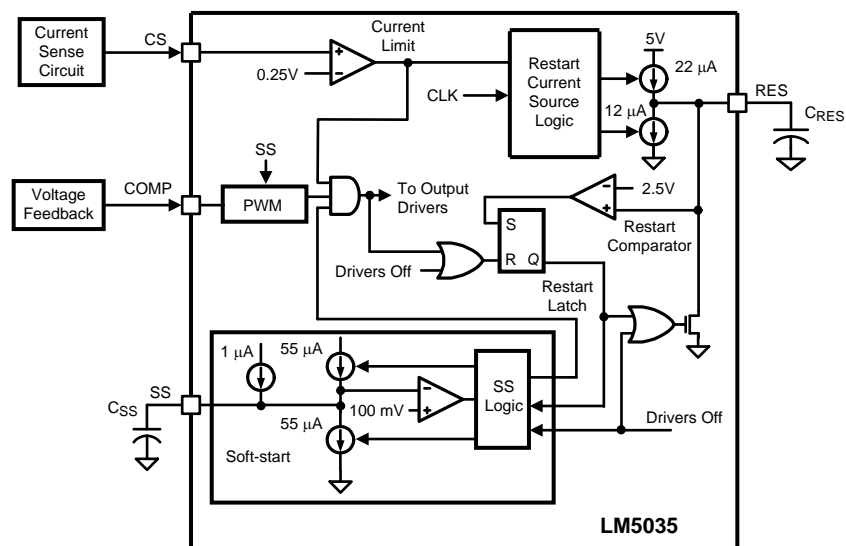 Current
Sense
Circuit
CS
Current
Limit
0.25V
+
−
CLK
Restart
Current
Source
Logic
5V
22 μA
12 μA
RES
CRES
Voltage
Feedback
COMP
SS
PWM
To Output
Drivers
Drivers Off
S
R Q
Restart
Latch
−
+
2.5V
Restart
Comparator
1 μA
55 μA
55 μA
SS
CSS
100 mV
−
+
SS
Logic
Soft-start
Drivers Off
LM5035